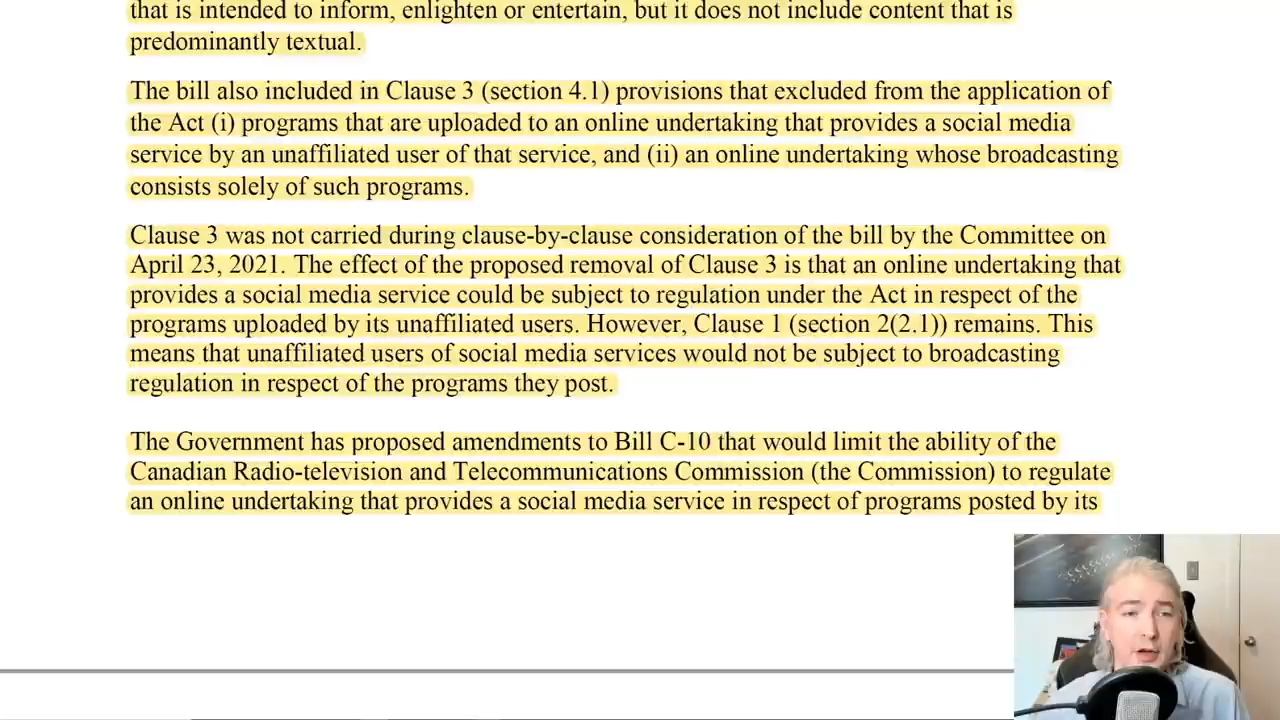 that is intended to inform, enlighten or entertain, but it does not include content that is
predominantly textual.
The bill also included in Clause 3 (section 4.1) provisions that excluded from the application of
the Act (i) programs that are uploaded to an online undertaking that provides a social media
service by an unaffiliated user of that service, and (ii) an online undertaking whose broadcasting
consists solely of such programs.
Clause 3 was not carried during clause-by-clause consideration of the bill by the Committee on
April 23, 2021. The effect of the proposed removal of Clause 3 is that an online undertaking that
provides a social media service could be subject to regulation under the Act in respect of the
programs uploaded by its unaffiliated users. However, Clause 1 (section 2(2.1)) remains. This
means that unaffiliated users of social media services would not be subject to broadcasting
regulation in respect of the programs they post.
The Government has proposed amendments to Bill C-10 that would limit the ability of the
Canadian Radio-television and Telecommunications Commission (the Commission) to regulate
an online undertaking that provides a social media service in respect of programs posted by its